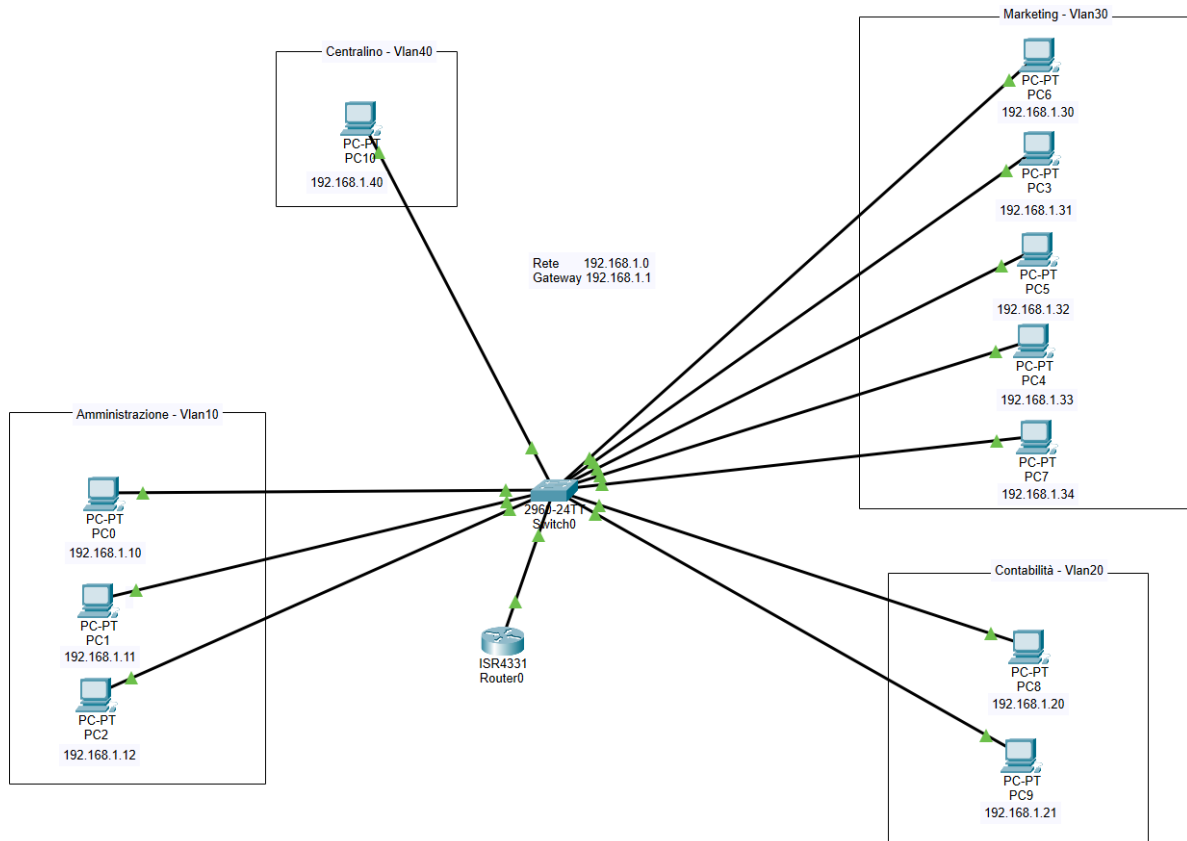 Marketing - Vlan30
Centralino - Vlan40
PC-PT
PC6
192.168.1.30
PC-PT
PC10
192.168.1.40
PC-PT
PC3
192.168.1.31
Rete 192.168.1.0
Gateway 192.168.1.1
PC-PT
PC5
192.168.1.32
PC-PT
PC4
192.168.1.33
Amministrazione - Vlan10
PC-PT
PC7
192.168.1.34
PC-PT
PC0
192.168.1.10
2960-24TT
Switch0
Contabilità - Vlan20
PC-PT
PC1
192.168.1.11
ISR4331
Router0
PC-PT
PC8
192.168.1.20
PC-PT
PC2
192.168.1.12
PC-PT
PC9
192.168.1.21